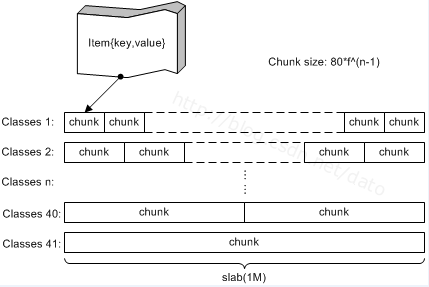 Item{key,value}
Chunk size: 80*f^(n-1)
Classes 1: chunk chunk chunk chunk
Classes 2: chunk chunk chunk chunk
Classes n:
Classes 40: chunk chunk
Classes 41: chunk
slab(1M)